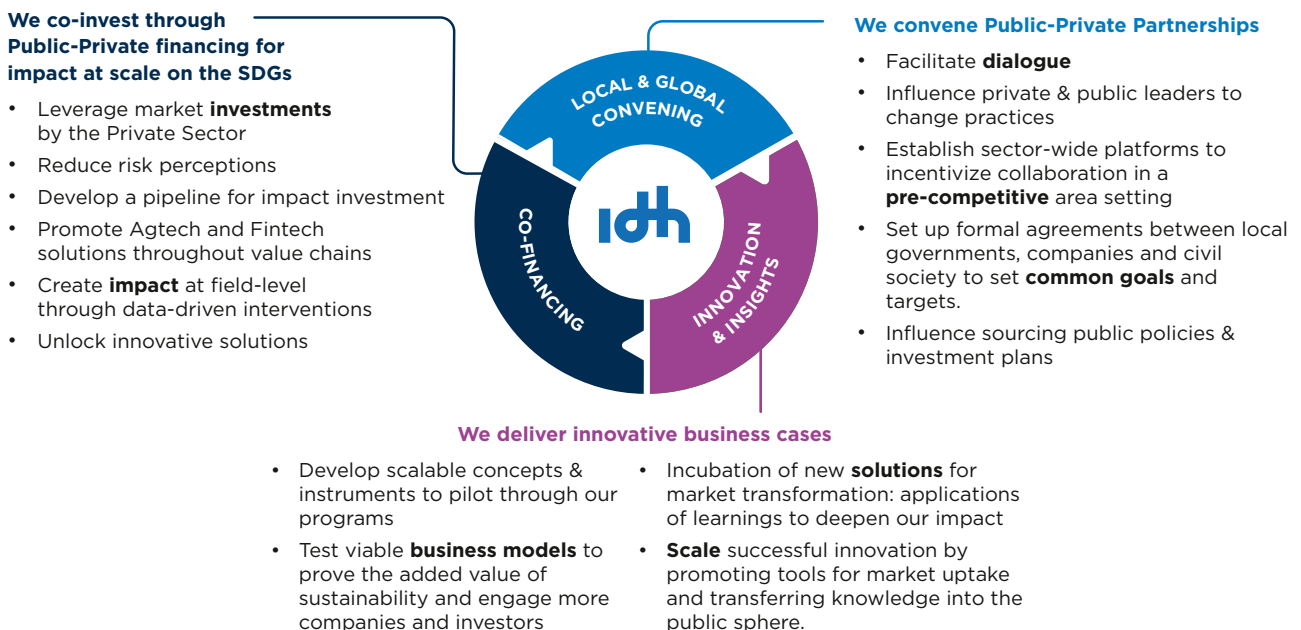 We co-invest through
Public-Private financing for
impact at scale on the SDGs
• Leverage market investments
by the Private Sector
• Reduce risk perceptions
• Develop a pipeline for impact investment
• Promote Agtech and Fintech
solutions throughout value chains
• Create impact at field-level
through data-driven interventions
• Unlock innovative solutions
LOCAL & GLOBAL
CONVENING
CO-FINANCING
idh
INNOVATION
& INSIGHTS
We convene Public-Private Partnerships
• Facilitate dialogue
• Influence private & public leaders to
change practices
• Establish sector-wide platforms to
incentivize collaboration in a
pre-competitive area setting
• Set up formal agreements between local
governments, companies and civil
society to set common goals and
targets.
• Influence sourcing public policies &
investment plans
We deliver innovative business cases
• Develop scalable concepts &
instruments to pilot through our
programs
• Test viable business models to
prove the added value of
sustainability and engage more
companies and investors
• Incubation of new solutions for
market transformation: applications
of learnings to deepen our impact
• Scale successful innovation by
promoting tools for market uptake
and transferring knowledge into the
public sphere.